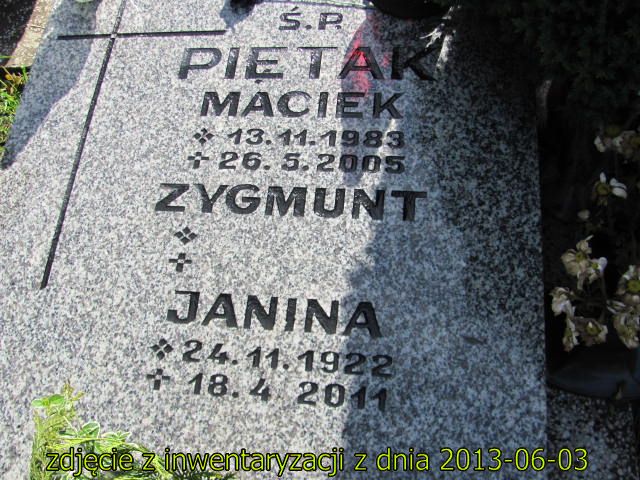 Ś.P.
PIETAK
MACIEK
* 13.11.1983
+ 26.5.2005
ZYGMUNT
*
+
JANINA
* 24.11.1922
+ 18.4 2011
zdjęcie z inwentaryzacji z dnia 2013-06-03